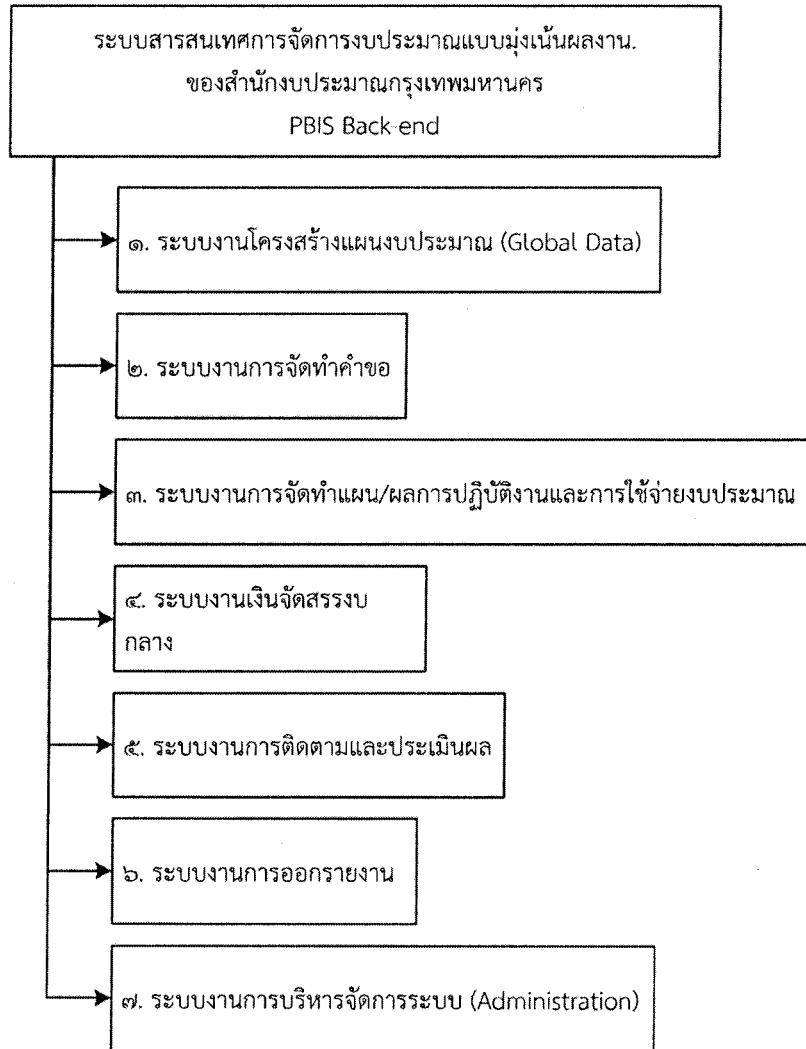 ระบบสารสนเทศการจัดการงบประมาณแบบมุ่งเน้นผลงาน.
ของสำนักงบประมาณกรุงเทพมหานคร
PBIS Back-end
๑. ระบบงานโครงสร้างแผนงบประมาณ (Global Data)
๒. ระบบงานการจัดทำคำขอ
๓. ระบบงานการจัดทำแผน/ผลการปฏิบัติงานและการใช้จ่ายงบประมาณ
๔. ระบบงานเงินจัดสรรงบ
กลาง
๕. ระบบงานการติดตามและประเมินผล
๖. ระบบงานการออกรายงาน
๗. ระบบงานการบริหารจัดการระบบ (Administration)